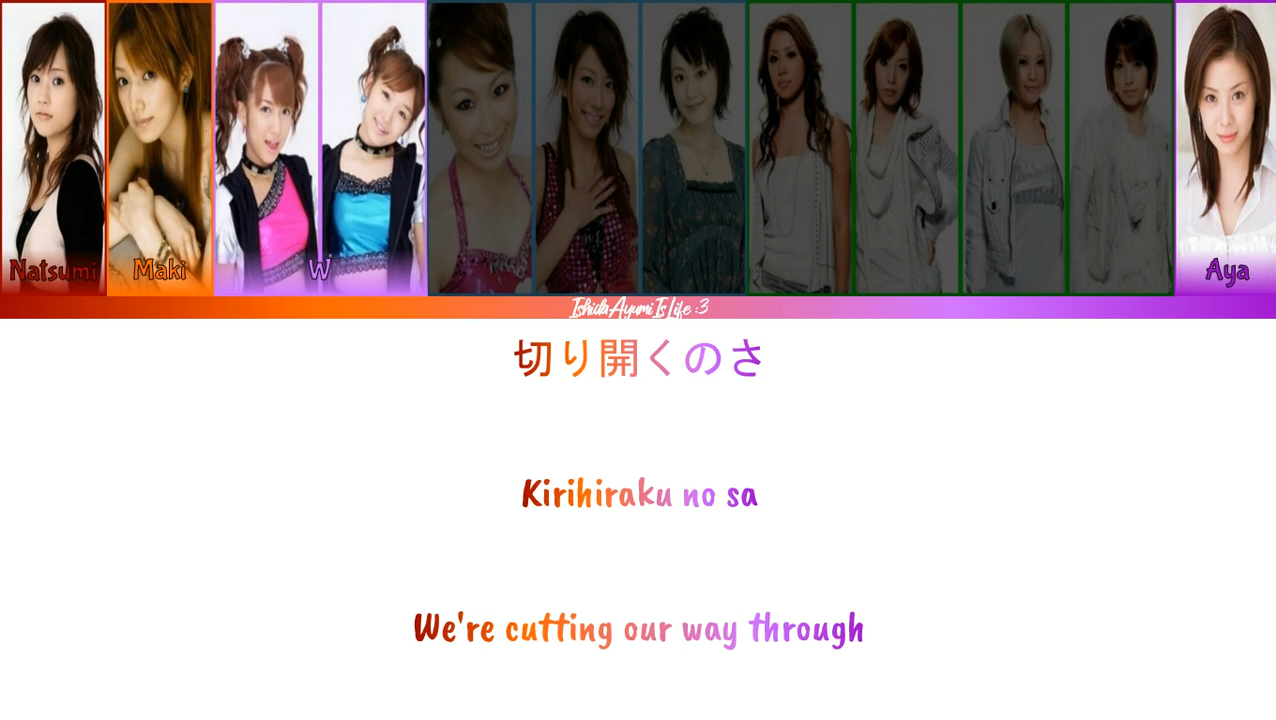 Natsumi Maki W Aya
IshidaAyumiIsLife :3
切り開くのさ
Kirihiraku no sa
We're cutting our way through